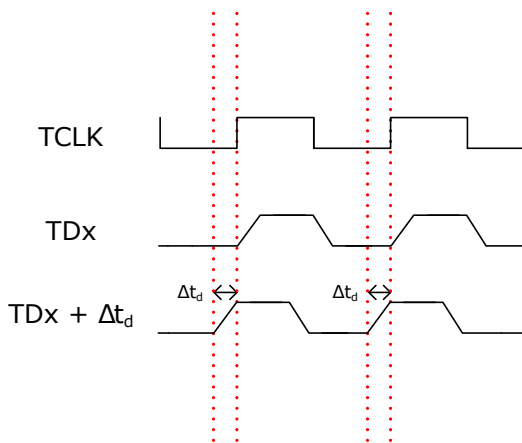 TCLK
TDx
Δt_d Δt_d
TDx + Δt_d